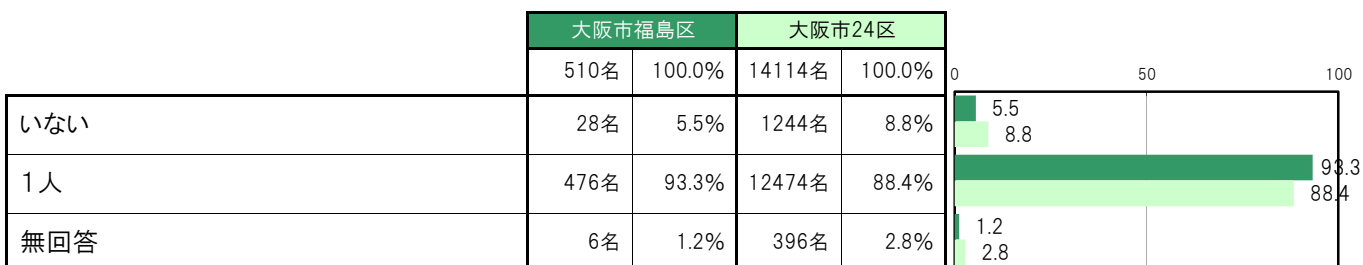 大阪市福島区 大阪市24区
510名 100.0% 14114名 100.0% 0 50 100
いない 28名 5.5% 1244名 8.8% 5.5
8.8
1人 476名 93.3% 12474名 88.4% 93.3
88.4
無回答 6名 1.2% 396名 2.8% 1.2
2.8